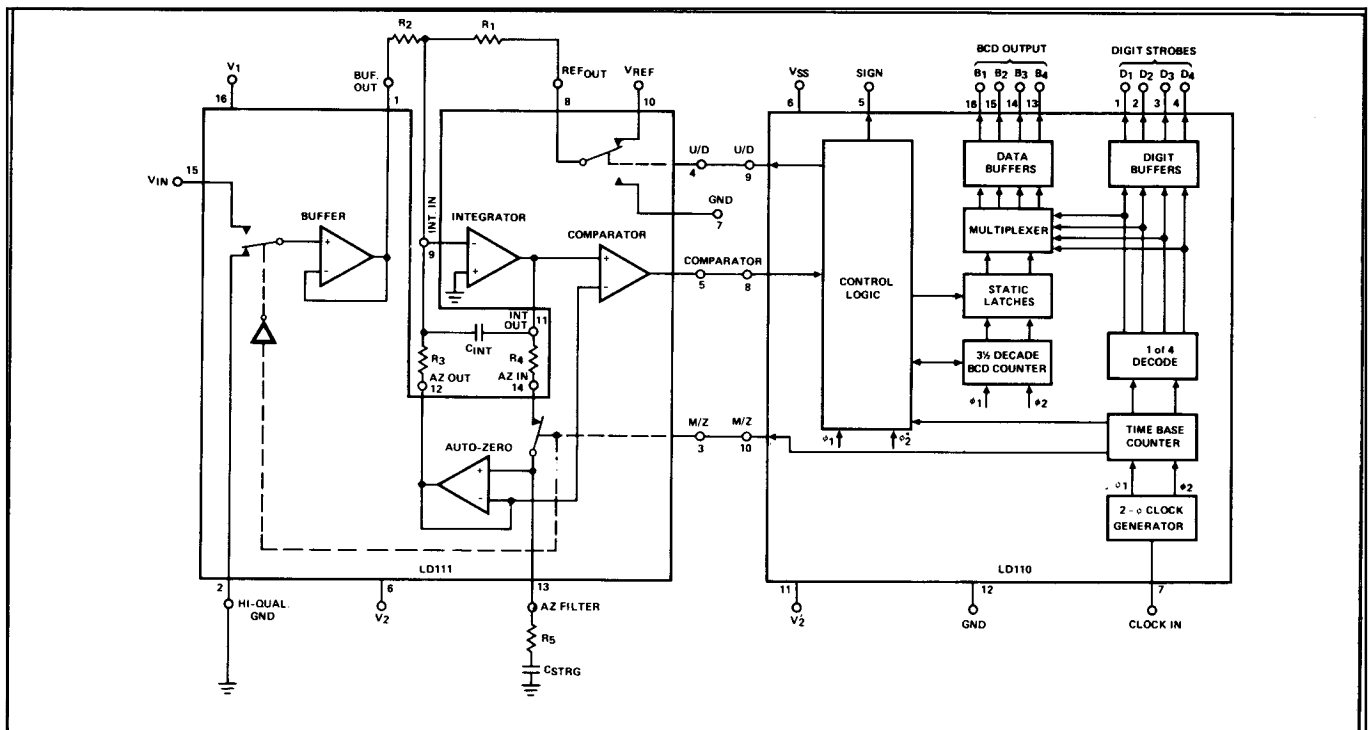 R2
R1
BCD OUTPUT
DIGIT STROBES
V1
BUF. OUT
REFOUT
VREF
VSS
SIGN
B1 B2 B3 B4
D1 D2 D3 D4
16
1
8
10
6
5
16 15 14 13
1 2 3 4
VIN
15
U/D
U/D
4
9
DATA BUFFERS
DIGIT BUFFERS
GND
7
BUFFER
INT. IN
INTEGRATOR
COMPARATOR
MULTIPLEXER
9
COMPARATOR
5
8
CONTROL LOGIC
STATIC LATCHES
INT OUT
11
CINT
R3
R4
AZ OUT
12
AZ IN
14
3½ DECADE BCD COUNTER
1 of 4 DECODE
ϕ1
ϕ2
M/Z
M/Z
3
10
ϕ1
ϕ2
TIME BASE COUNTER
AUTO-ZERO
ϕ1
ϕ2
2-ϕ CLOCK GENERATOR
LD111
LD110
2
6
13
11
12
7
HI-QUAL. GND
V2
AZ FILTER
V2'
GND
CLOCK IN
R5
CSTRG
+
-
+
-
+
-
+
-